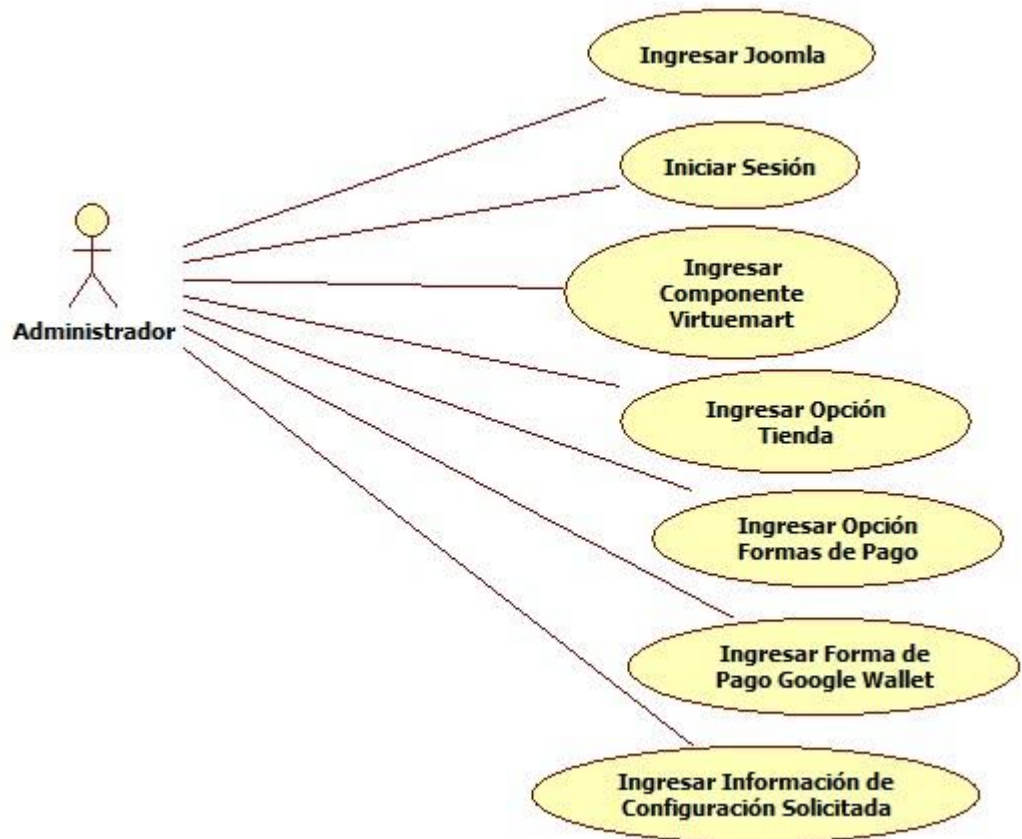 Ingresar Joomla
Iniciar Sesión
Ingresar
Componente
Virtuemart
Administrador
Ingresar Opción
Tienda
Ingresar Opción
Formas de Pago
Ingresar Forma de
Pago Google Wallet
Ingresar Información de
Configuración Solicitada